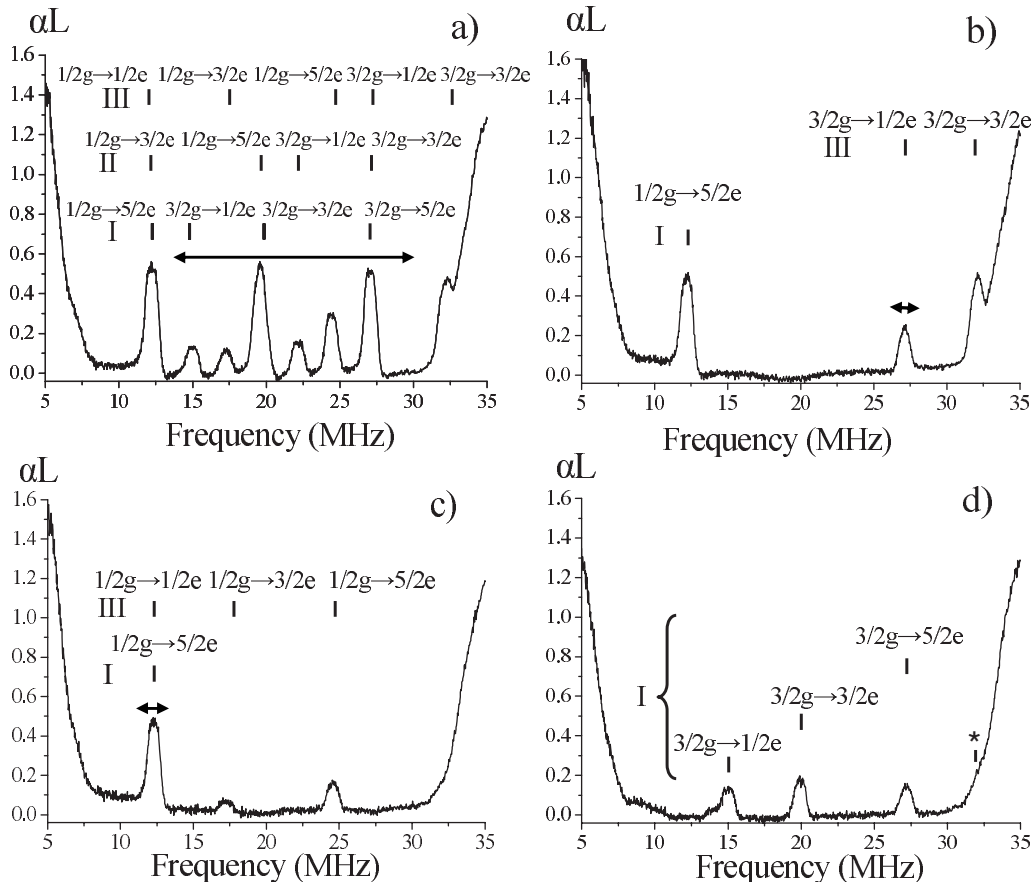 αL
a)
1/2g→1/2e 1/2g→3/2e 1/2g→5/2e 3/2g→1/2e 3/2g→3/2e
III
1/2g→3/2e 1/2g→5/2e 3/2g→1/2e 3/2g→3/2e
II
1/2g→5/2e 3/2g→1/2e 3/2g→3/2e 3/2g→5/2e
I
1.6
1.4
1.2
1.0
0.8
0.6
0.4
0.2
0.0
5 10 15 20 25 30 35
Frequency (MHz)
αL
b)
3/2g→1/2e 3/2g→3/2e
III
1/2g→5/2e
I
1.6
1.4
1.2
1.0
0.8
0.6
0.4
0.2
0.0
5 10 15 20 25 30 35
Frequency (MHz)
αL
c)
1/2g→1/2e 1/2g→3/2e 1/2g→5/2e
III
1/2g→5/2e
I
1.6
1.4
1.2
1.0
0.8
0.6
0.4
0.2
0.0
5 10 15 20 25 30 35
Frequency (MHz)
αL
d)
3/2g→5/2e
I
3/2g→3/2e
3/2g→1/2e
*
1.6
1.4
1.2
1.0
0.8
0.6
0.4
0.2
0.0
5 10 15 20 25 30 35
Frequency (MHz)